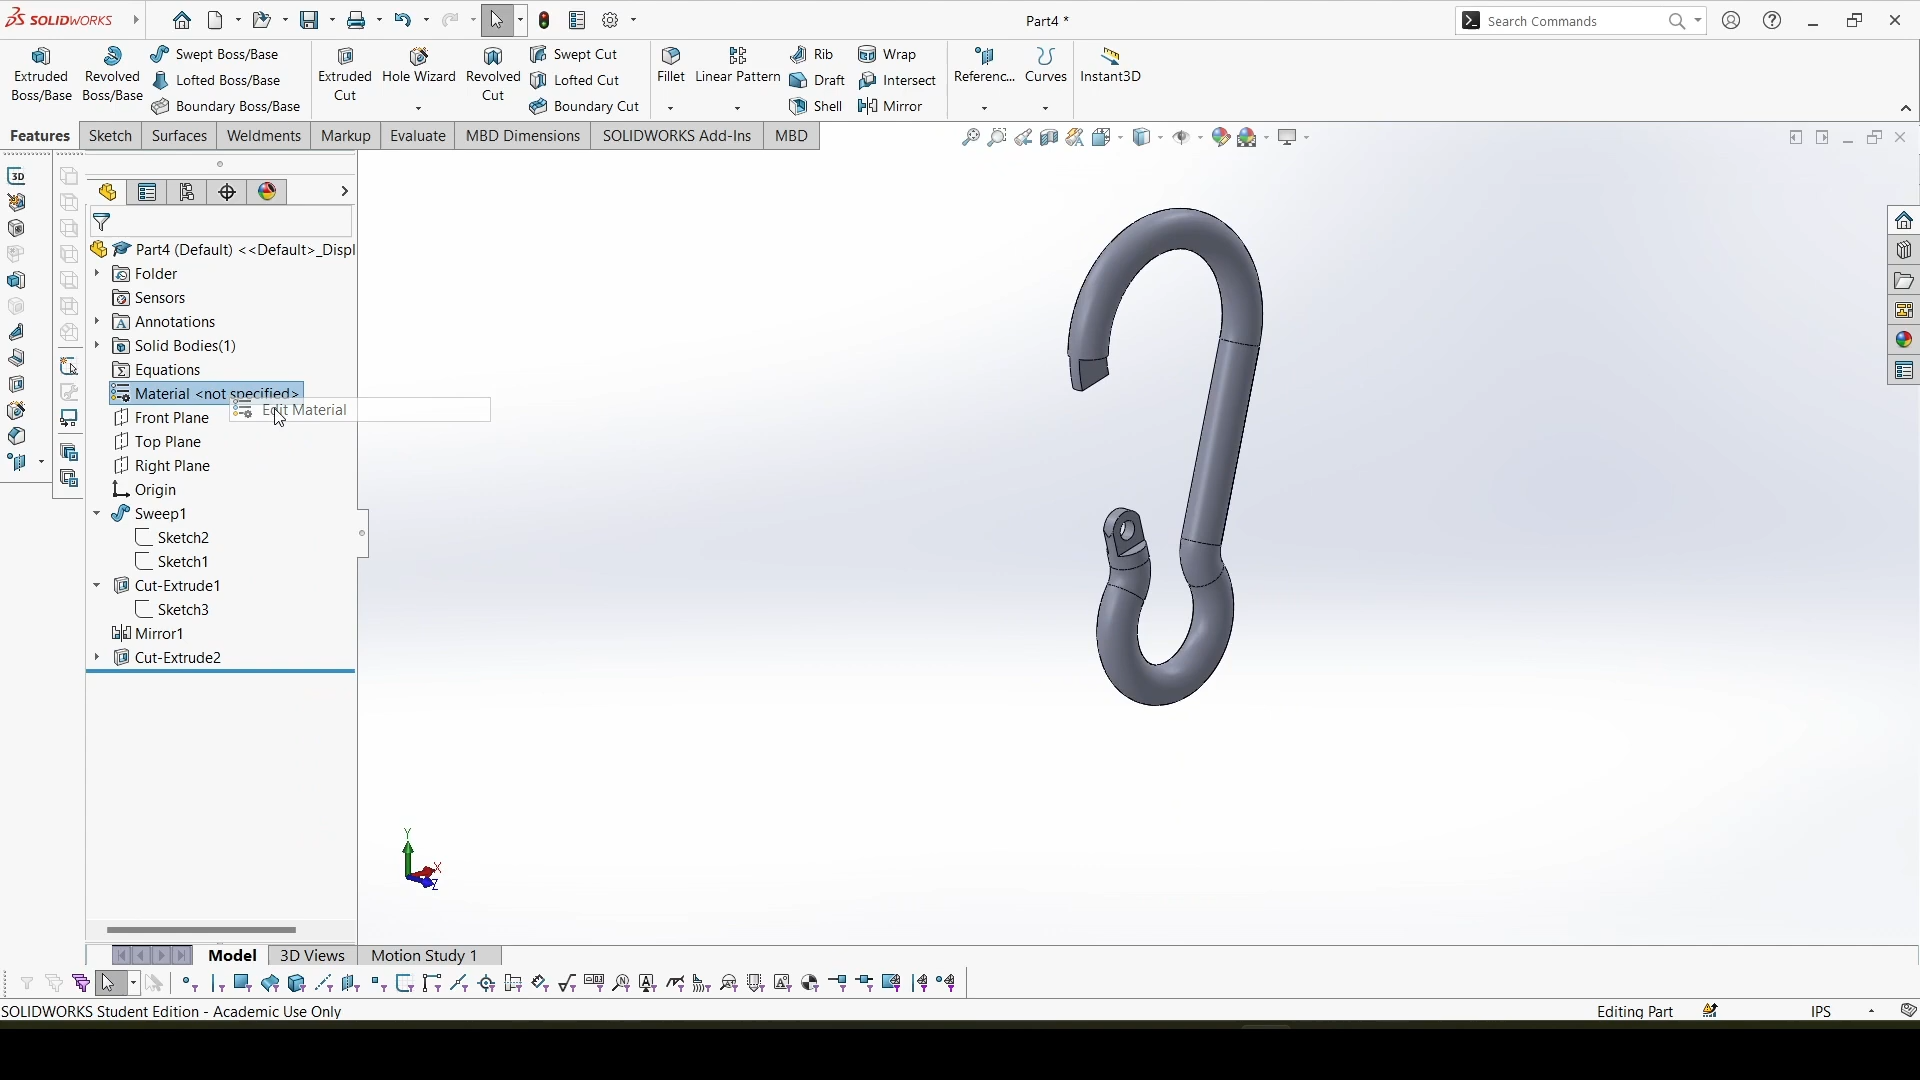 SOLIDWORKS
Part4 *
Search Commands
Extruded Boss/Base
Revolved Boss/Base
Swept Boss/Base
Lofted Boss/Base
Boundary Boss/Base
Extruded Cut
Hole Wizard
Revolved Cut
Swept Cut
Lofted Cut
Boundary Cut
Fillet
Linear Pattern
Rib
Draft
Shell
Wrap
Intersect
Mirror
Referenc...
Curves
Instant3D
Features
Sketch
Surfaces
Weldments
Markup
Evaluate
MBD Dimensions
SOLIDWORKS Add-Ins
MBD
3D
Part4 (Default) <<Default>_Displ
Folder
Sensors
Annotations
Solid Bodies(1)
Equations
Material <not specified>
Edit Material
Front Plane
Top Plane
Right Plane
Origin
Sweep1
Sketch2
Sketch1
Cut-Extrude1
Sketch3
Mirror1
Cut-Extrude2
Y
X
Z
Model
3D Views
Motion Study 1
SOLIDWORKS Student Edition - Academic Use Only
Editing Part
IPS